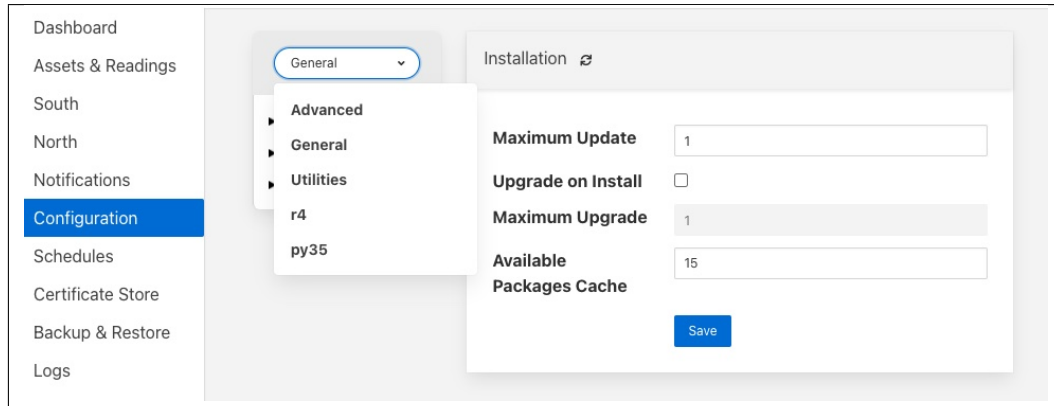 Dashboard
Assets & Readings
South
North
Notifications
Configuration
Schedules
Certificate Store
Backup & Restore
Logs
General
Advanced
General
Utilities
r4
py35
Installation
Maximum Update
1
Upgrade on Install
Maximum Upgrade
1
Available
Packages Cache
15
Save